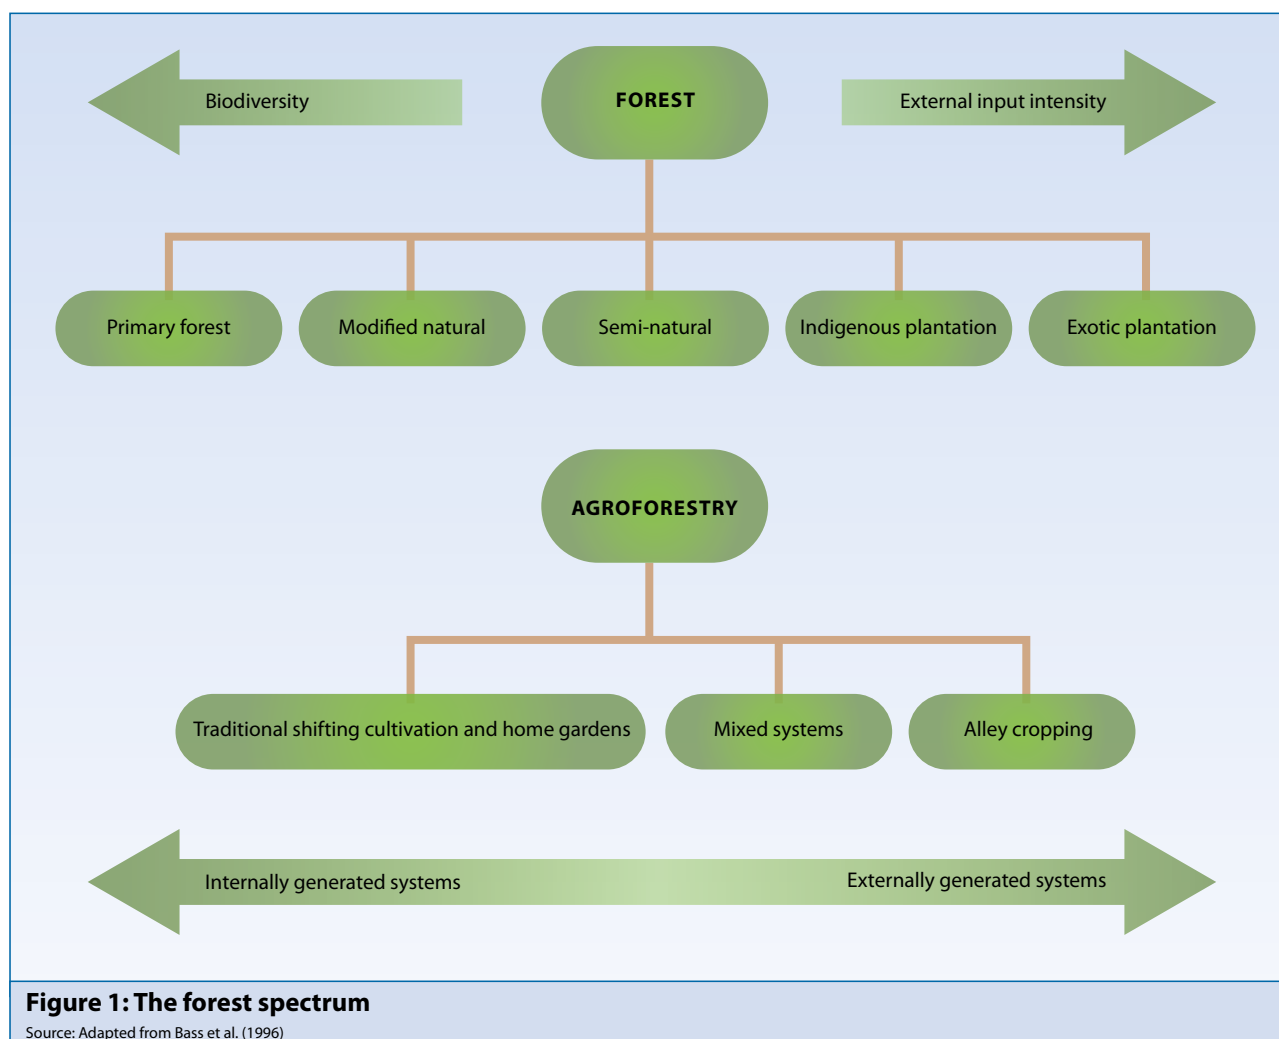 Biodiversity
FOREST
External input intensity
Primary forest
Modified natural
Semi-natural
Indigenous plantation
Exotic plantation
AGROFORESTRY
Traditional shifting cultivation and home gardens
Mixed systems
Alley cropping
Internally generated systems
Externally generated systems
Figure 1: The forest spectrum
Source: Adapted from Bass et al. (1996)